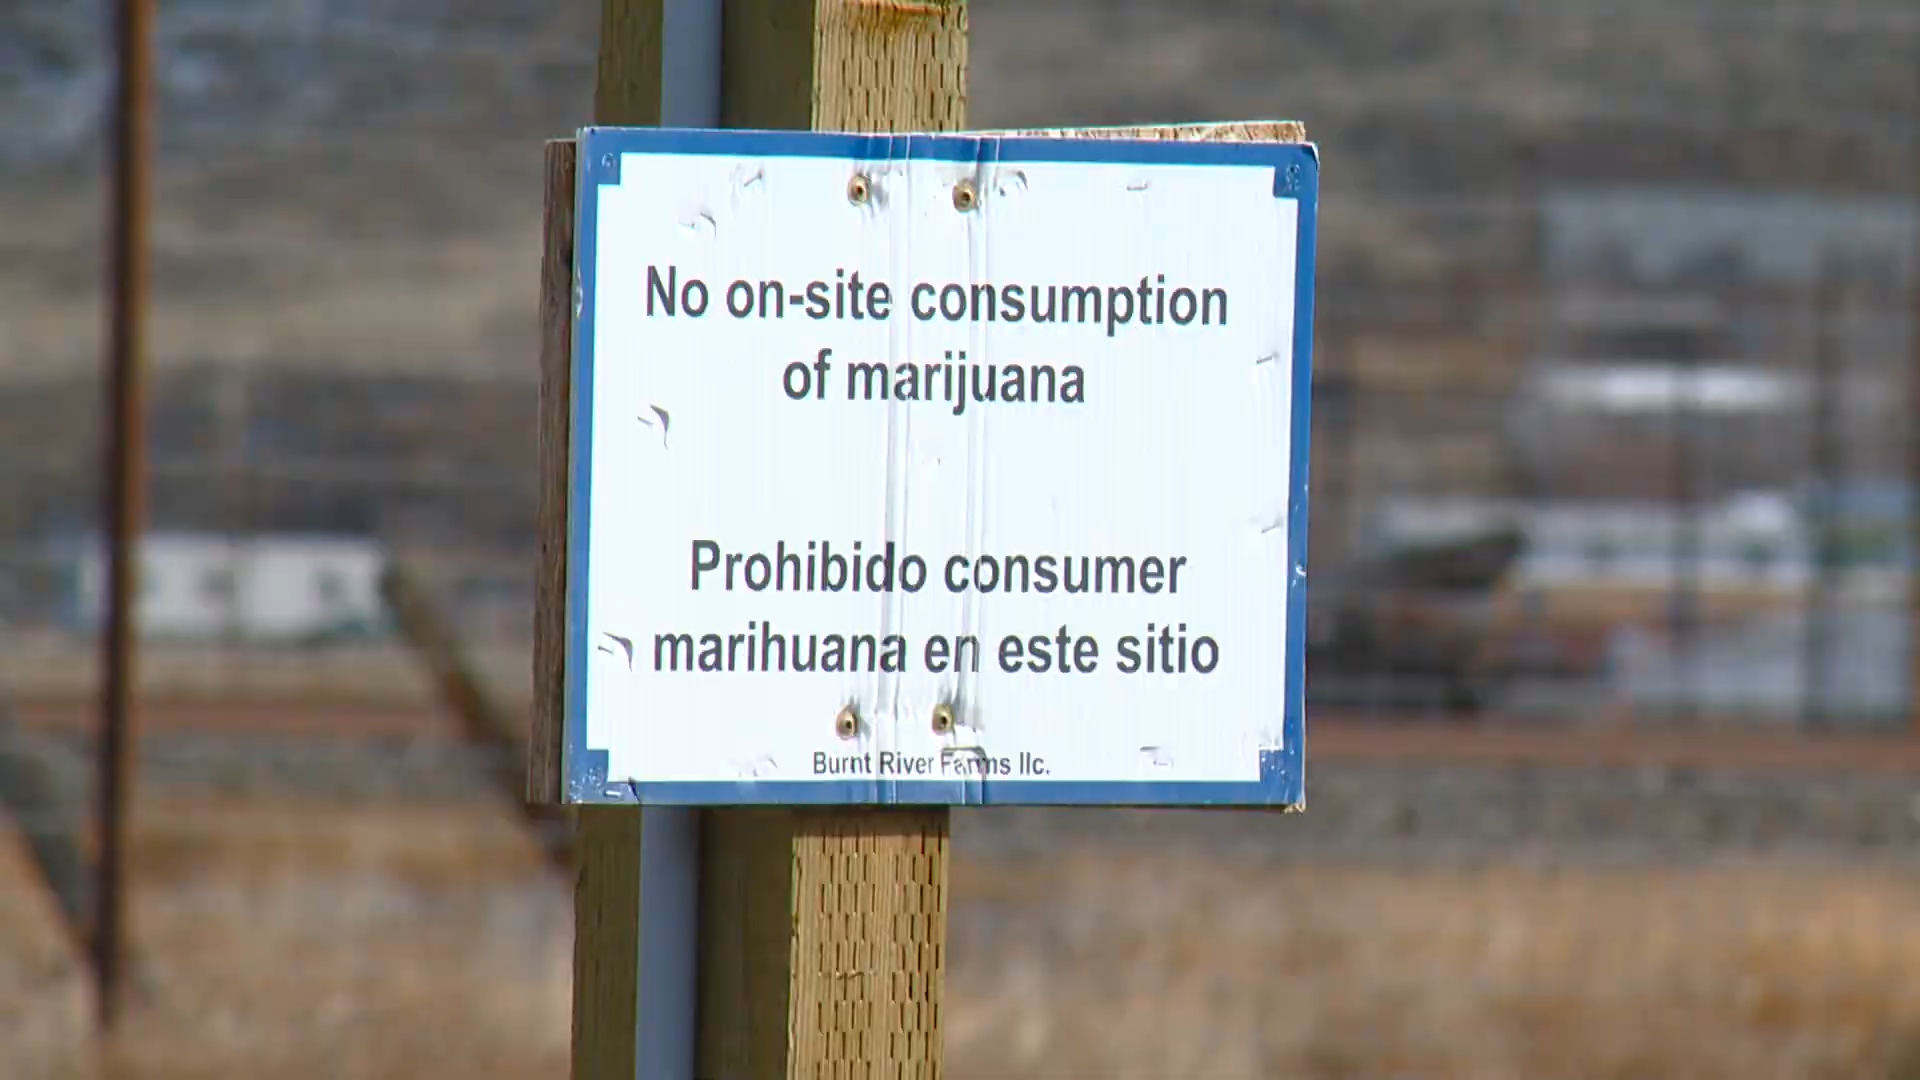 No on-site consumption
of marijuana
Prohibido consumer
marihuana en este sitio
Burnt River Farms llc.